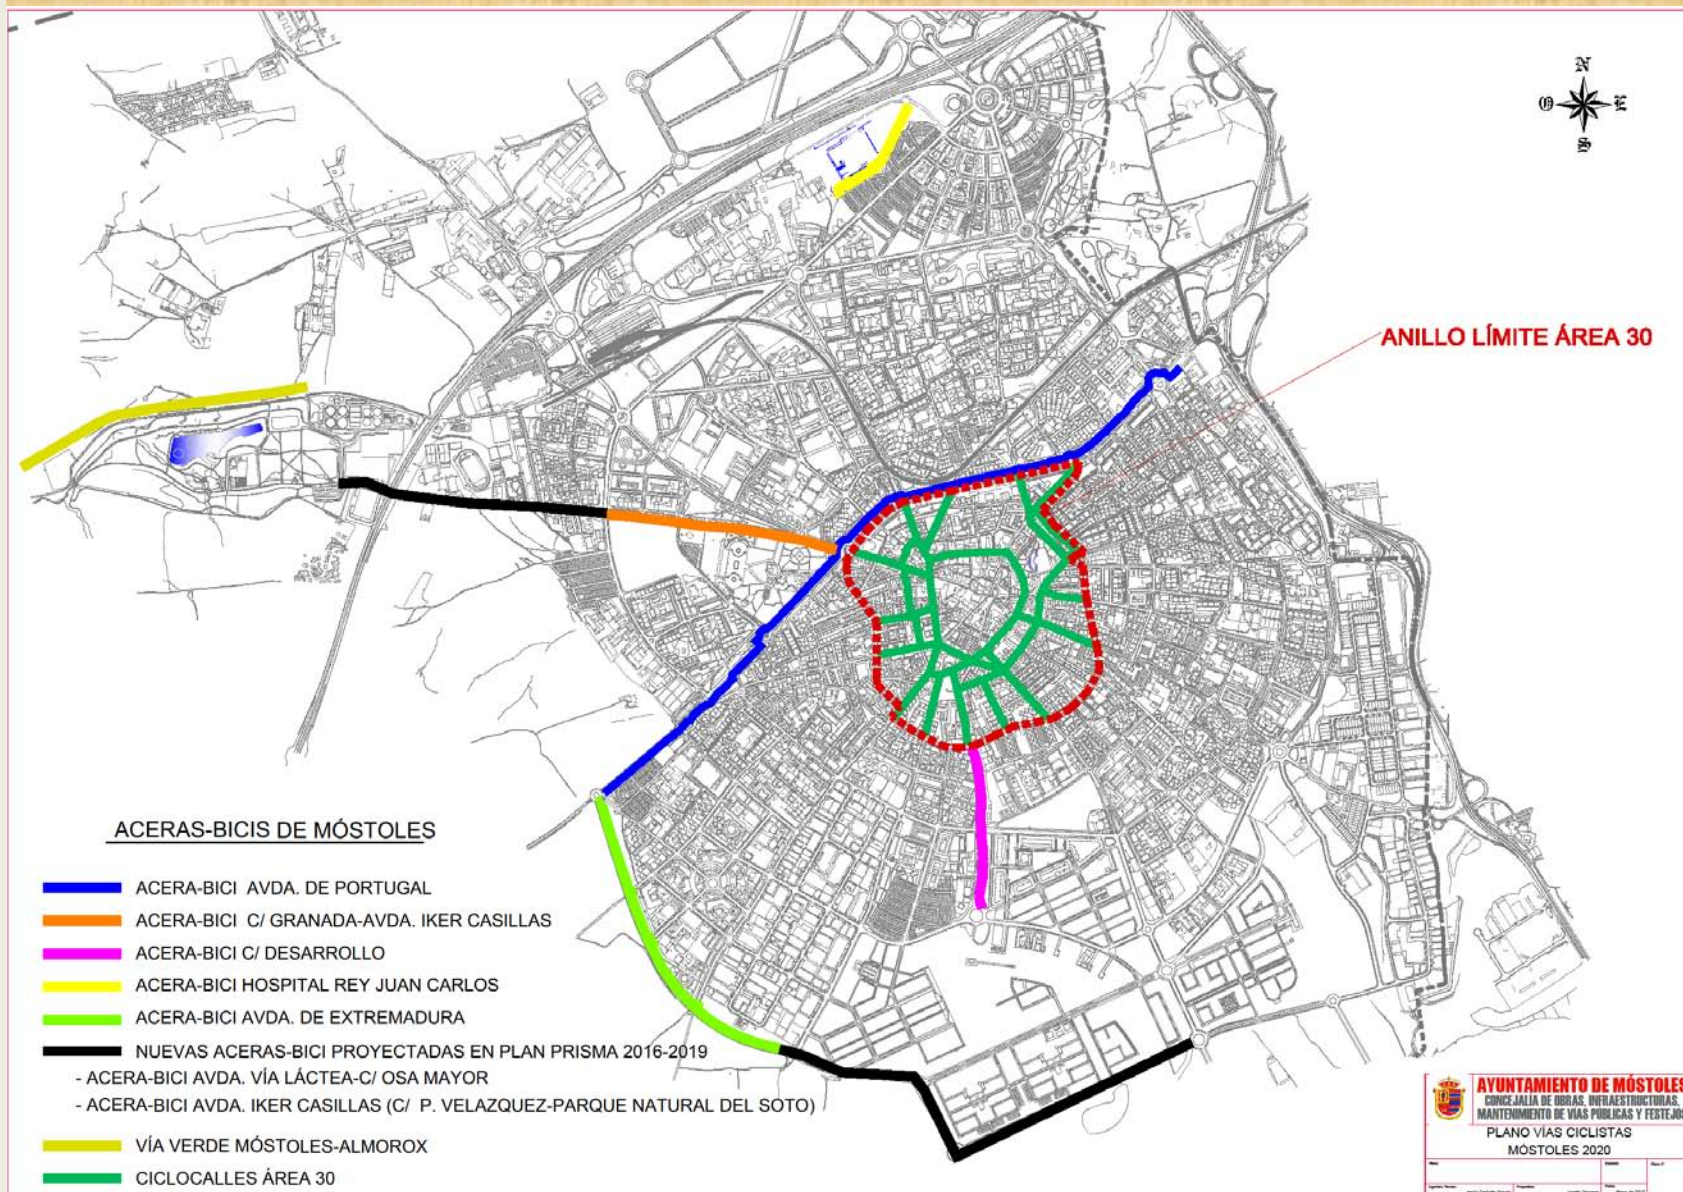 N
O E
S
ANILLO LÍMITE ÁREA 30
ACERAS-BICIS DE MÓSTOLES
ACERA-BICI AVDA. DE PORTUGAL
ACERA-BICI C/ GRANADA-AVDA. IKER CASILLAS
ACERA-BICI C/ DESARROLLO
ACERA-BICI HOSPITAL REY JUAN CARLOS
ACERA-BICI AVDA. DE EXTREMADURA
NUEVAS ACERAS-BICI PROYECTADAS EN PLAN PRISMA 2016-2019
- ACERA-BICI AVDA. VÍA LÁCTEA-C/ OSA MAYOR
- ACERA-BICI AVDA. IKER CASILLAS (C/ P. VELAZQUEZ-PARQUE NATURAL DEL SOTO)
VÍA VERDE MÓSTOLES-ALMOROX
CICLOCALLES ÁREA 30
AYUNTAMIENTO DE MÓSTOLES
CONCEJALIA DE OBRAS, INFRAESTRUCTURAS,
MANTENIMIENTO DE VIAS PÚBLICAS Y FESTEJOS
PLANO VÍAS CICLISTAS
MÓSTOLES 2020